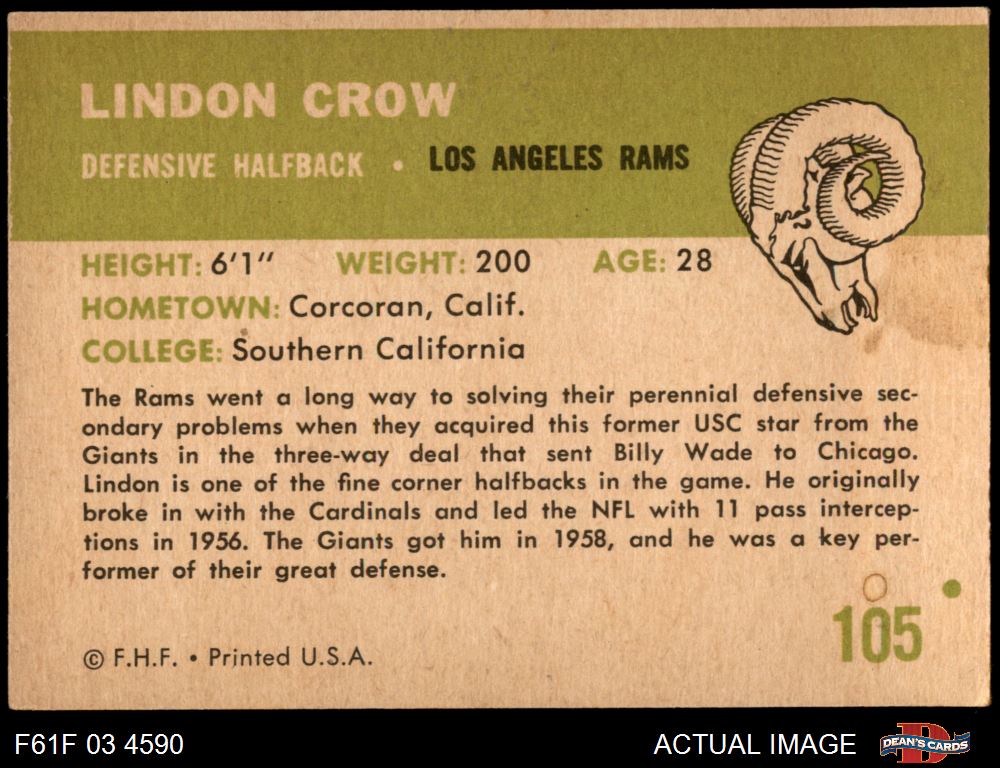 LINDON CROW
DEFENSIVE HALFBACK • LOS ANGELES RAMS
HEIGHT: 6'1" WEIGHT: 200 AGE: 28
HOMETOWN: Corcoran, Calif.
COLLEGE: Southern California
The Rams went a long way to solving their perennial defensive sec-
ondary problems when they acquired this former USC star from the
Giants in the three-way deal that sent Billy Wade to Chicago.
Lindon is one of the fine corner halfbacks in the game. He originally
broke in with the Cardinals and led the NFL with 11 pass intercep-
tions in 1956. The Giants got him in 1958, and he was a key per-
former of their great defense.
105
© F.H.F. • Printed U.S.A.
F61F 03 4590 ACTUAL IMAGE DEAN'S CARDS